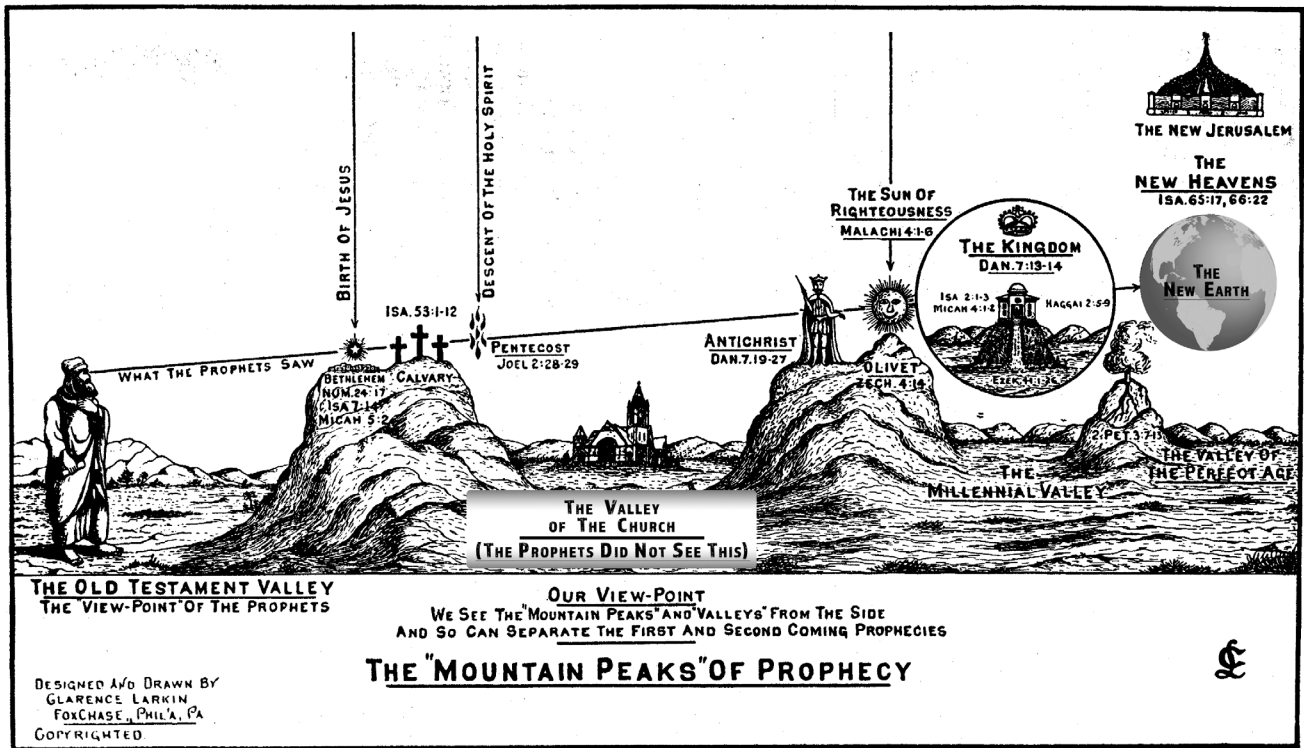 BIRTH OF JESUS
DESCENT OF THE HOLY SPIRIT
THE NEW JERUSALEM
THE
NEW HEAVENS
ISA. 65:17, 66:22
THE
NEW EARTH
THE SUN OF
RIGHTEOUSNESS
MALACHI 4:1-6
THE KINGDOM
DAN. 7:13-14
ISA 2:1-3
MICAH 4:1-2
HAGGAI 2:5-9
ISA. 53:1-12
WHAT THE PROPHETS SAW
BETHLEHEM
NUM. 24:17
ISA 7:14
MICAH 5:2
CALVARY
PENTECOST
JOEL 2:28-29
ANTICHRIST
DAN. 7.19-27
OLIVET
ZECH. 4:14
2.PET 3:7-13
THE
MILLENNIAL VALLEY
THE VALLEY OF
THE PERFECT AGE
THE VALLEY
OF THE CHURCH
(THE PROPHETS DID NOT SEE THIS)
THE OLD TESTAMENT VALLEY
THE "VIEW-POINT" OF THE PROPHETS
OUR VIEW-POINT
WE SEE THE "MOUNTAIN PEAKS" AND "VALLEYS" FROM THE SIDE
AND SO CAN SEPARATE THE FIRST AND SECOND COMING PROPHECIES
THE "MOUNTAIN PEAKS" OF PROPHECY
DESIGNED AND DRAWN BY
CLARENCE LARKIN
FOXCHASE., PHIL'A, PA
COPYRIGHTED.